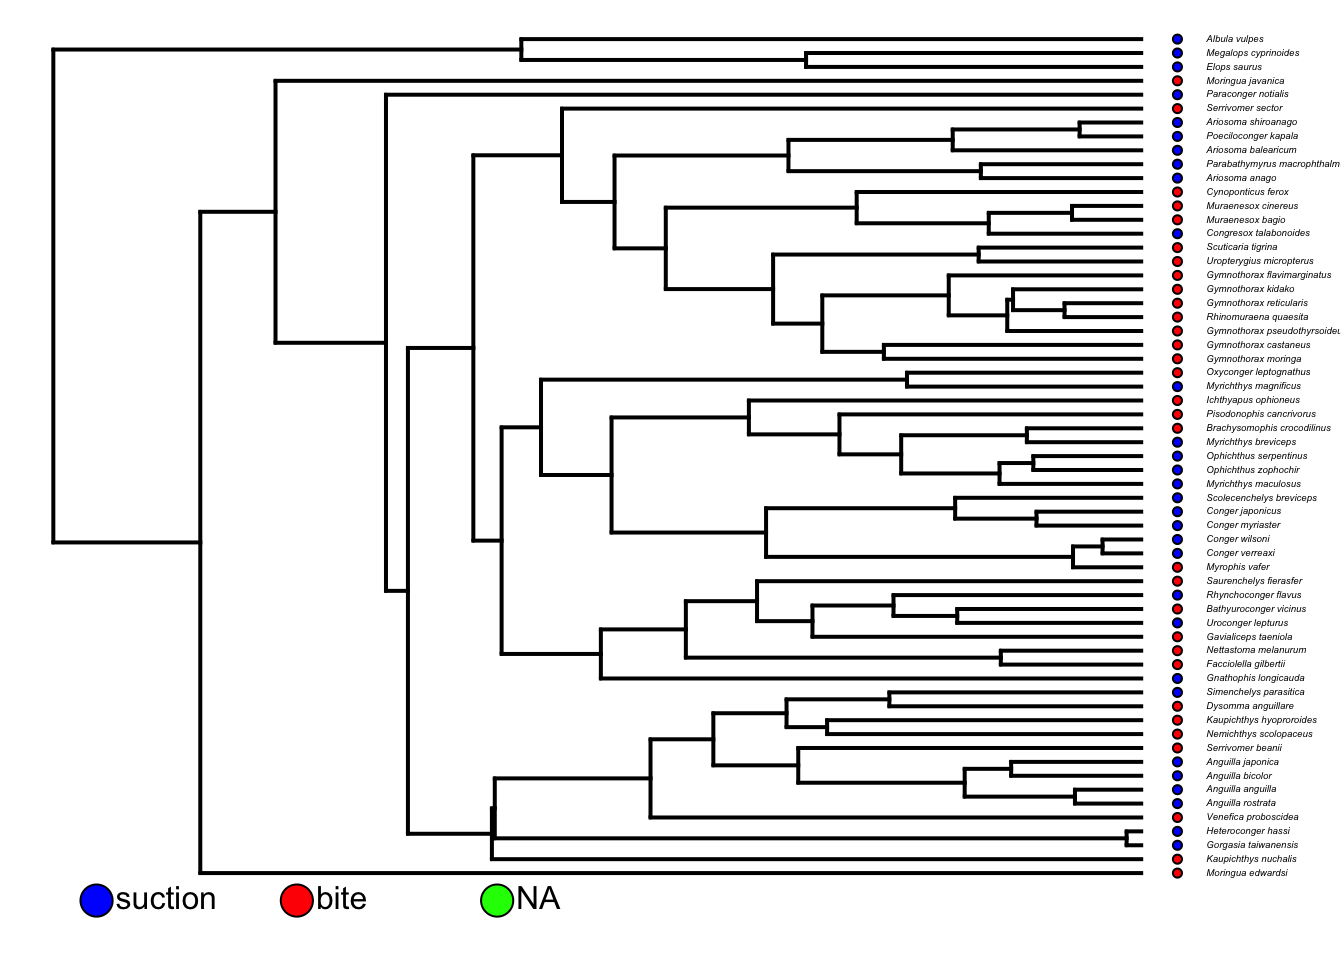 Albula vulpes
Megalops cyprinoides
Elops saurus
Moringua javanica
Paraconger notialis
Serrivomer sector
Ariosoma shiroanago
Poeciloconger kapala
Ariosoma balearicum
Parabathymyrus macrophthalm
Ariosoma anago
Cynoponticus ferox
Muraenesox cinereus
Muraenesox bagio
Congresox talabonoides
Scuticaria tigrina
Uropterygius micropterus
Gymnothorax flavimarginatus
Gymnothorax kidako
Gymnothorax reticularis
Rhinomuraena quaesita
Gymnothorax pseudothyrsoideu
Gymnothorax castaneus
Gymnothorax moringa
Oxyconger leptognathus
Myrichthys magnificus
Ichthyapus ophioneus
Pisodonophis cancrivorus
Brachysomophis crocodilinus
Myrichthys breviceps
Ophichthus serpentinus
Ophichthus zophochir
Myrichthys maculosus
Scolecenchelys breviceps
Conger japonicus
Conger myriaster
Conger wilsoni
Conger verreaxi
Myrophis vafer
Saurenchelys fierasfer
Rhynchoconger flavus
Bathyuroconger vicinus
Uroconger lepturus
Gavialiceps taeniola
Nettastoma melanurum
Facciolella gilbertii
Gnathophis longicauda
Simenchelys parasitica
Dysomma anguillare
Kaupichthys hyoproroides
Nemichthys scolopaceus
Serrivomer beanii
Anguilla japonica
Anguilla bicolor
Anguilla anguilla
Anguilla rostrata
Venefica proboscidea
Heteroconger hassi
Gorgasia taiwanensis
Kaupichthys nuchalis
Moringua edwardsi
suction bite NA